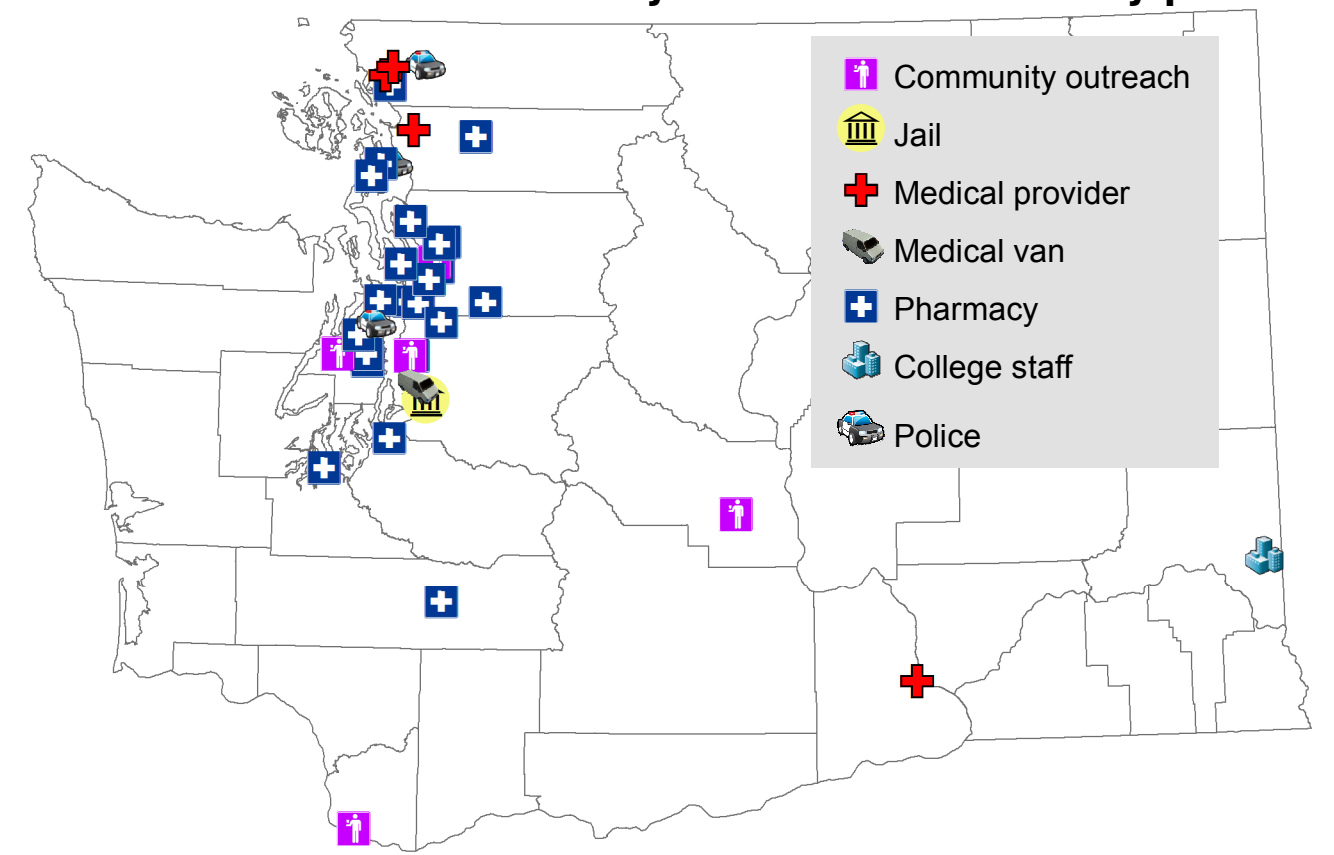 Community outreach
Jail
Medical provider
Medical van
Pharmacy
College staff
Police